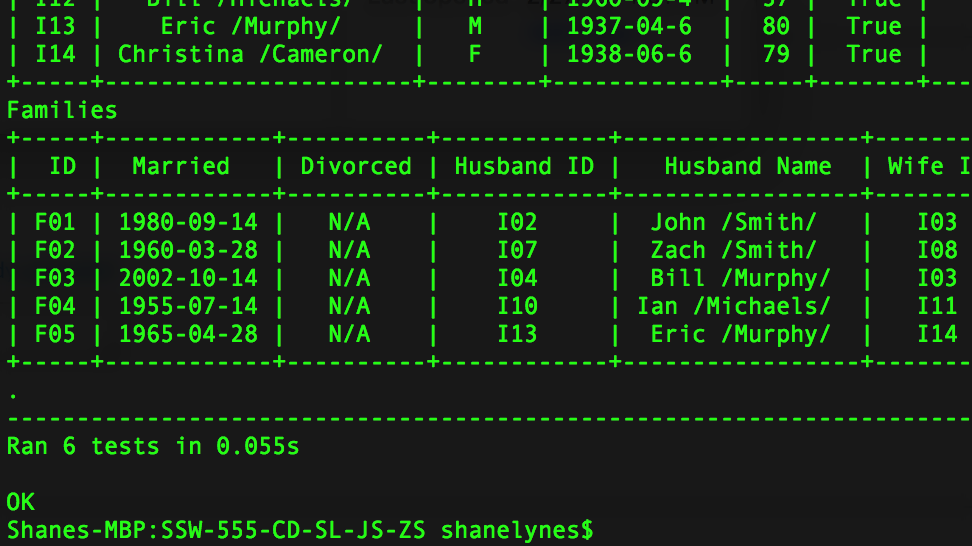 | I12 | Bill /Michaels/ | M | 1960-09-4 | 57 | True |
| I13 | Eric /Murphy/ | M | 1937-04-6 | 80 | True |
| I14 | Christina /Cameron/ | F | 1938-06-6 | 79 | True |
+-----+----------------------+--------+-----------+-----+-------+---
Families
+-----+------------+----------+------------+-----------------+-------
| ID | Married | Divorced | Husband ID | Husband Name | Wife I
+-----+------------+----------+------------+-----------------+-------
| F01 | 1980-09-14 | N/A | I02 | John /Smith/ | I03
| F02 | 1960-03-28 | N/A | I07 | Zach /Smith/ | I08
| F03 | 2002-10-14 | N/A | I04 | Bill /Murphy/ | I03
| F04 | 1955-07-14 | N/A | I10 | Ian /Michaels/ | I11
| F05 | 1965-04-28 | N/A | I13 | Eric /Murphy/ | I14
+-----+------------+----------+------------+-----------------+-------
.
----------------------------------------------------------------------
Ran 6 tests in 0.055s
OK
Shanes-MBP:SSW-555-CD-SL-JS-ZS shanelynes$